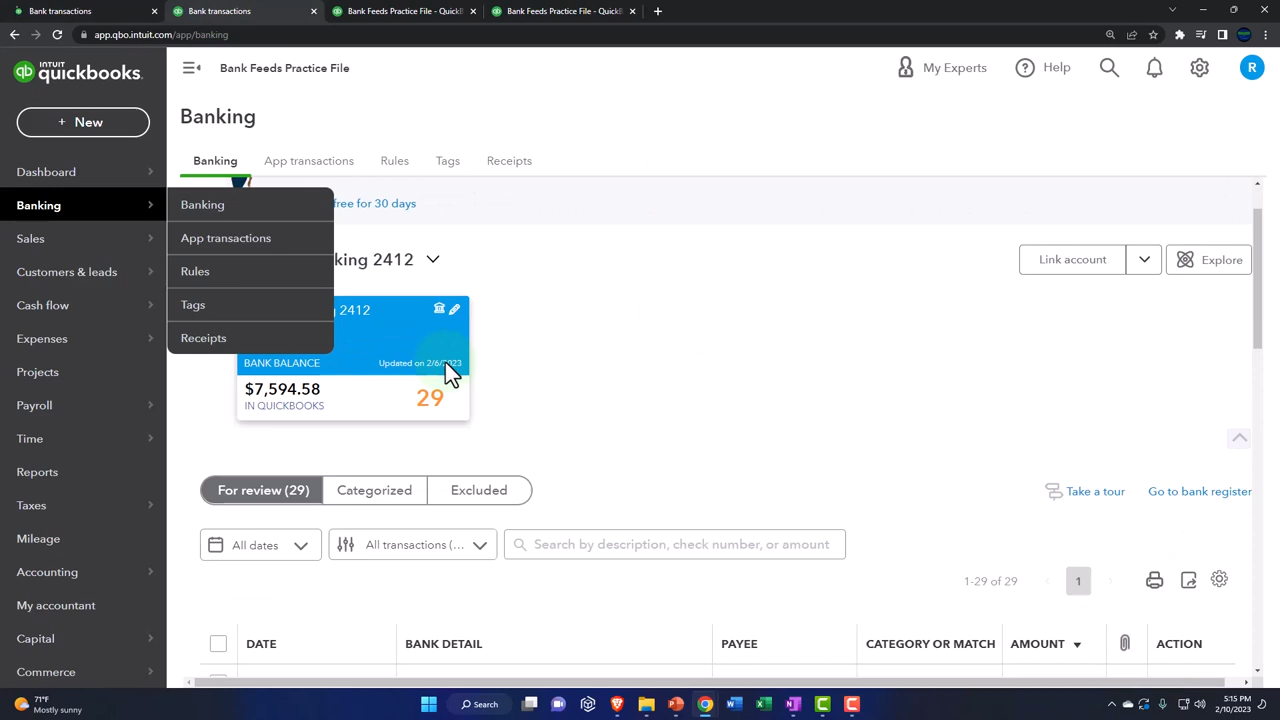 Banking transactions
Banking transactions
Bank Feeds Practice File - QuickB
Bank Feeds Practice File - QuickB
app.qbo.intuit.com/app/banking
INTUIT
quickbooks.
Bank Feeds Practice File
My Experts
Help
R
+ New
Banking
Dashboard
Banking
Sales
Customers & leads
Cash flow
Expenses
Projects
Payroll
Time
Reports
Taxes
Mileage
Accounting
My accountant
Capital
Commerce
Banking
App transactions
Rules
Tags
Receipts
Banking
App transactions
Rules
Tags
Receipts
free for 30 days
king 2412
Link account
Explore
2412
BANK BALANCE
Updated on 2/6/2023
$7,594.58
IN QUICKBOOKS
29
For review (29)
Categorized
Excluded
Take a tour
Go to bank register
All dates
All transactions (...
Search by description, check number, or amount
1-29 of 29
1
DATE
BANK DETAIL
PAYEE
CATEGORY OR MATCH
AMOUNT
ACTION
71°F
Mostly sunny
Search
5:15 PM
2/10/2023